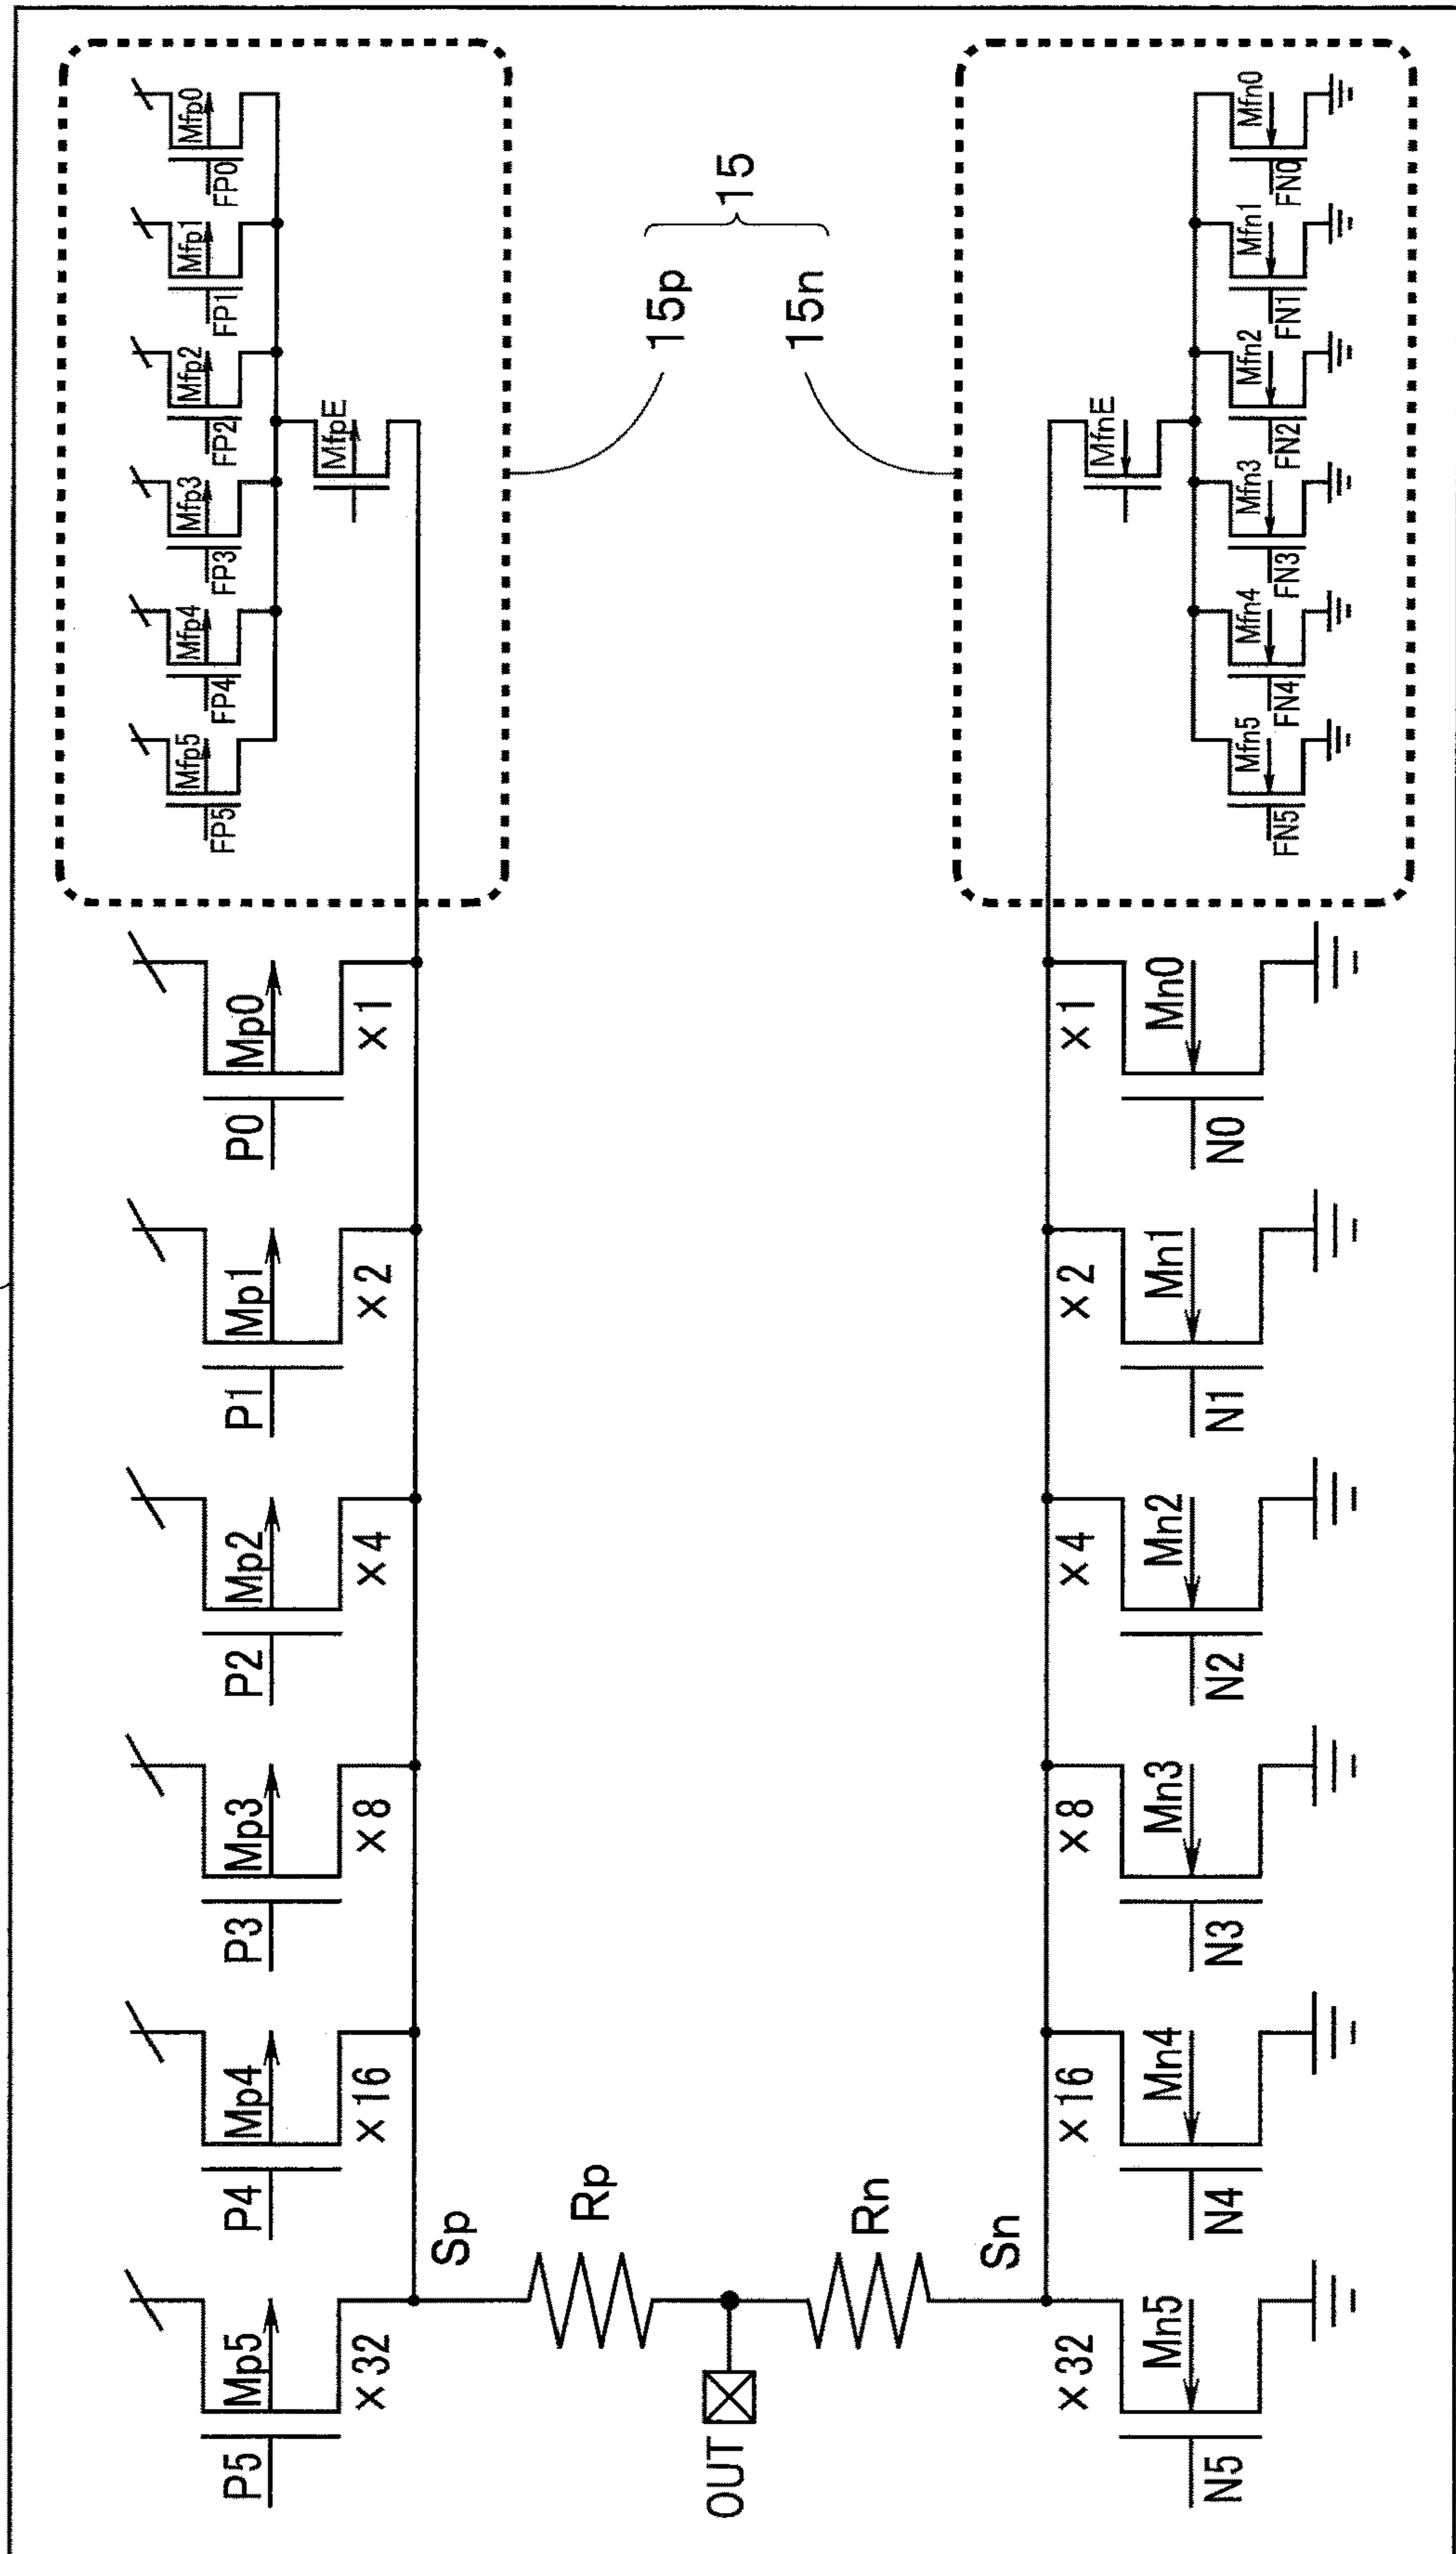 P5
Mp5
×32
P4
Mp4
×16
P3
Mp3
×8
P2
Mp2
×4
P1
Mp1
×2
P0
Mp0
×1
FP5
Mfp5
FP4
Mfp4
FP3
Mfp3
FP2
Mfp2
FP1
Mfp1
FP0
Mfp0
MfpE
15p
15n
15
Sp
Rp
OUT
Rn
Sn
N5
Mn5
×32
N4
Mn4
×16
N3
Mn3
×8
N2
Mn2
×4
N1
Mn1
×2
N0
Mn0
×1
MfnE
FN5
Mfn5
FN4
Mfn4
FN3
Mfn3
FN2
Mfn2
FN1
Mfn1
FN0
Mfn0